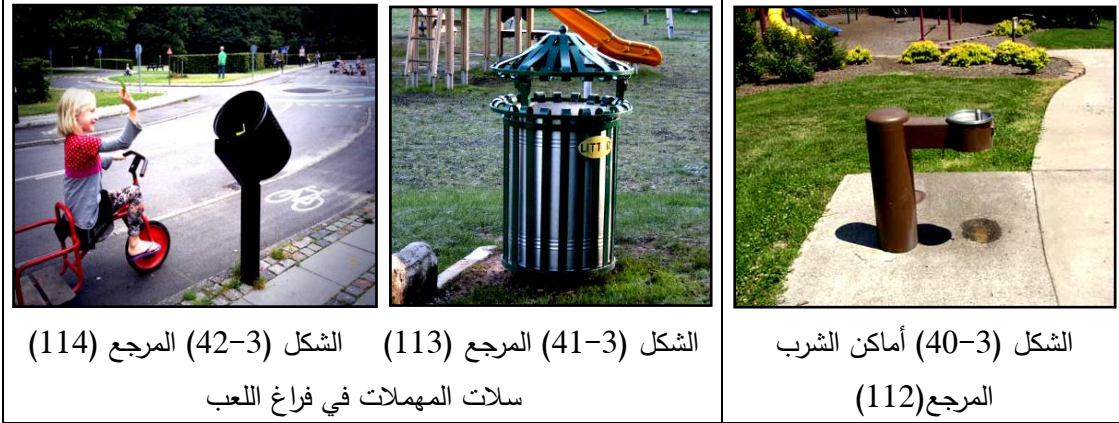 LITT R
الشكل (3-40) أماكن الشرب
المرجع(112)
الشكل (3-41) المرجع (113)
الشكل (3-42) المرجع (114)
سلات المهملات في فراغ اللعب